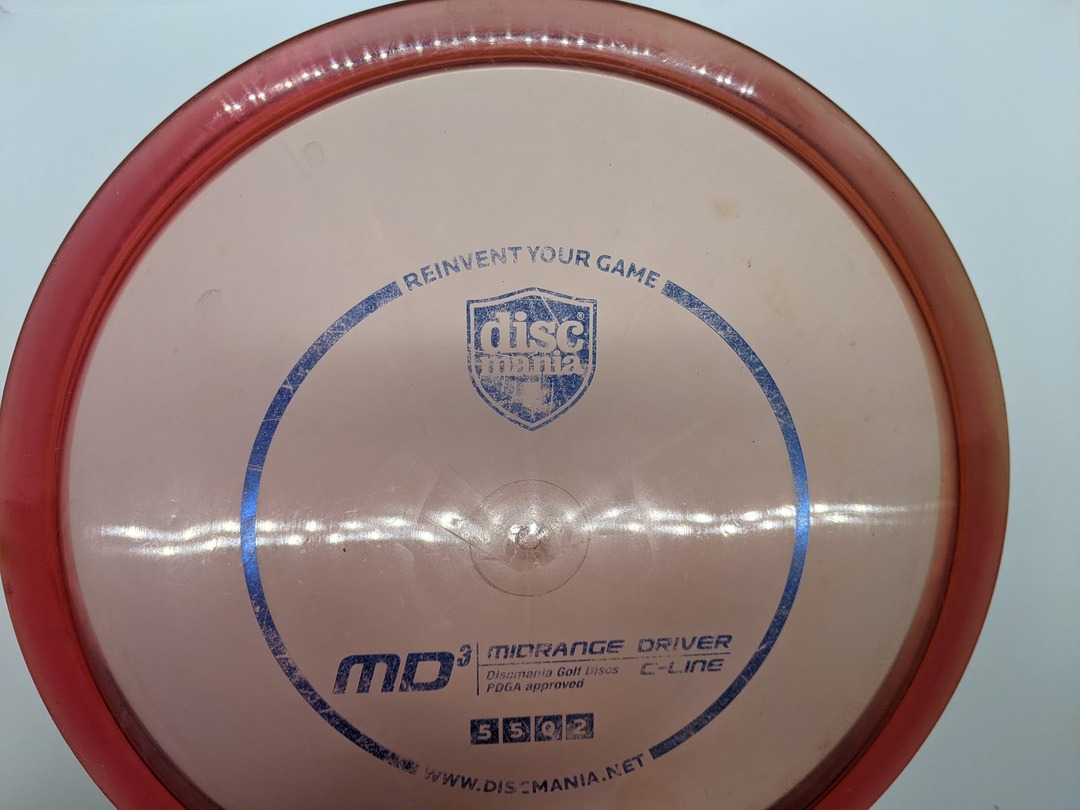 REINVENT YOUR GAME
disc®
mania
MD³
MIDRANGE DRIVER
C-LINE
Discmania Golf Discs
PDGA approved
5 5 0 2
WWW.DISCMANIA.NET